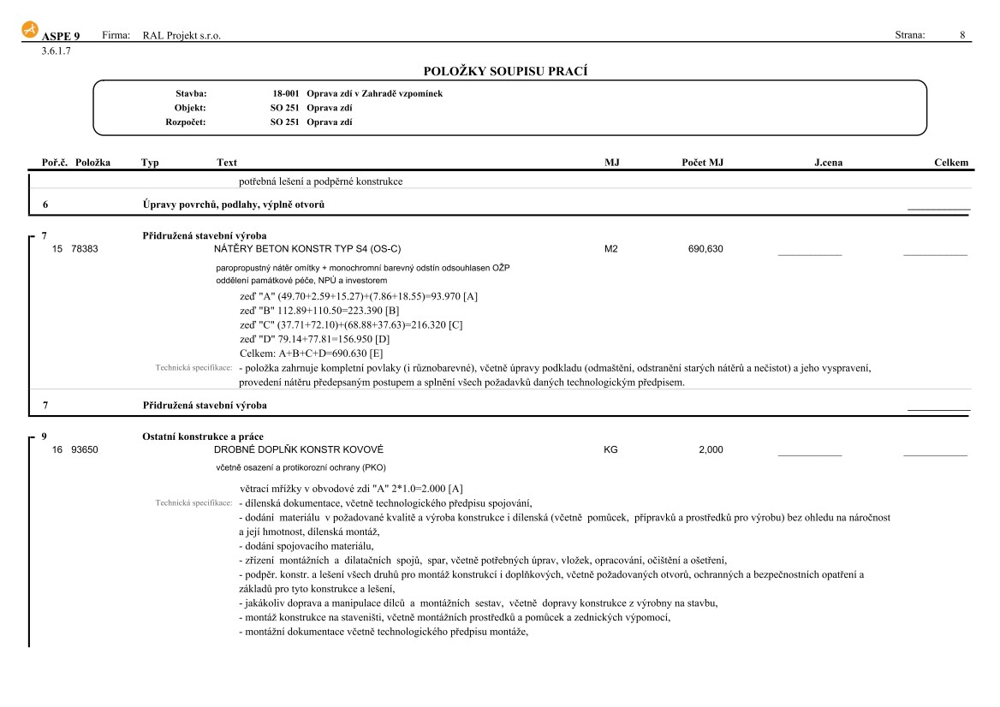 ASPE 9 Firma: RAL Projekt s.r.o. Strana: 8
3.6.1.7
POLOŽKY SOUPISU PRACÍ
Stavba: 18-001 Oprava zdí v Zahradě vzpomínek
Objekt: SO 251 Oprava zdí
Rozpočet: SO 251 Oprava zdí
Poř.č. Položka Typ Text MJ Počet MJ J.cena Celkem
potřebná lešení a podpěrné konstrukce
6 Úpravy povrchů, podlahy, výplně otvorů
7 Přidružená stavební výroba
15 78383 NÁTĚRY BETON KONSTR TYP S4 (OS-C) M2 690,630
paropropustný nátěr omítky + monochromní barevný odstín odsouhlasen OŽP
oddělení památkové péče, NPÚ a investorem
zeď "A" (49.70+2.59+15.27)+(7.86+18.55)=93.970 [A]
zeď "B" 112.89+110.50=223.390 [B]
zeď "C" (37.71+72.10)+(68.88+37.63)=216.320 [C]
zeď "D" 79.14+77.81=156.950 [D]
Celkem: A+B+C+D=690.630 [E]
Technická specifikace: - položka zahrnuje kompletní povlaky (i různobarevné), včetně úpravy podkladu (odmaštění, odstranění starých nátěrů a nečistot) a jeho vyspravení,
provedení nátěru předepsaným postupem a splnění všech požadavků daných technologickým předpisem.
7 Přidružená stavební výroba
9 Ostatní konstrukce a práce
16 93650 DROBNÉ DOPLŇK KONSTR KOVOVÉ KG 2,000
včetně osazení a protikorozní ochrany (PKO)
větrací mřížky v obvodové zdi "A" 2*1.0=2.000 [A]
Technická specifikace: - dílenská dokumentace, včetně technologického předpisu spojování,
- dodání materiálu v požadované kvalitě a výroba konstrukce i dílenská (včetně pomůcek, přípravků a prostředků pro výrobu) bez ohledu na náročnost
a její hmotnost, dílenská montáž,
- dodání spojovacího materiálu,
- zřízení montážních a dilatačních spojů, spar, včetně potřebných úprav, vložek, opracování, očištění a ošetření,
- podpěr. konstr. a lešení všech druhů pro montáž konstrukcí i doplňkových, včetně požadovaných otvorů, ochranných a bezpečnostních opatření a
základů pro tyto konstrukce a lešení,
- jakákoliv doprava a manipulace dílců a montážních sestav, včetně dopravy konstrukce z výrobny na stavbu,
- montáž konstrukce na staveništi, včetně montážních prostředků a pomůcek a zednických výpomocí,
- montážní dokumentace včetně technologického předpisu montáže,